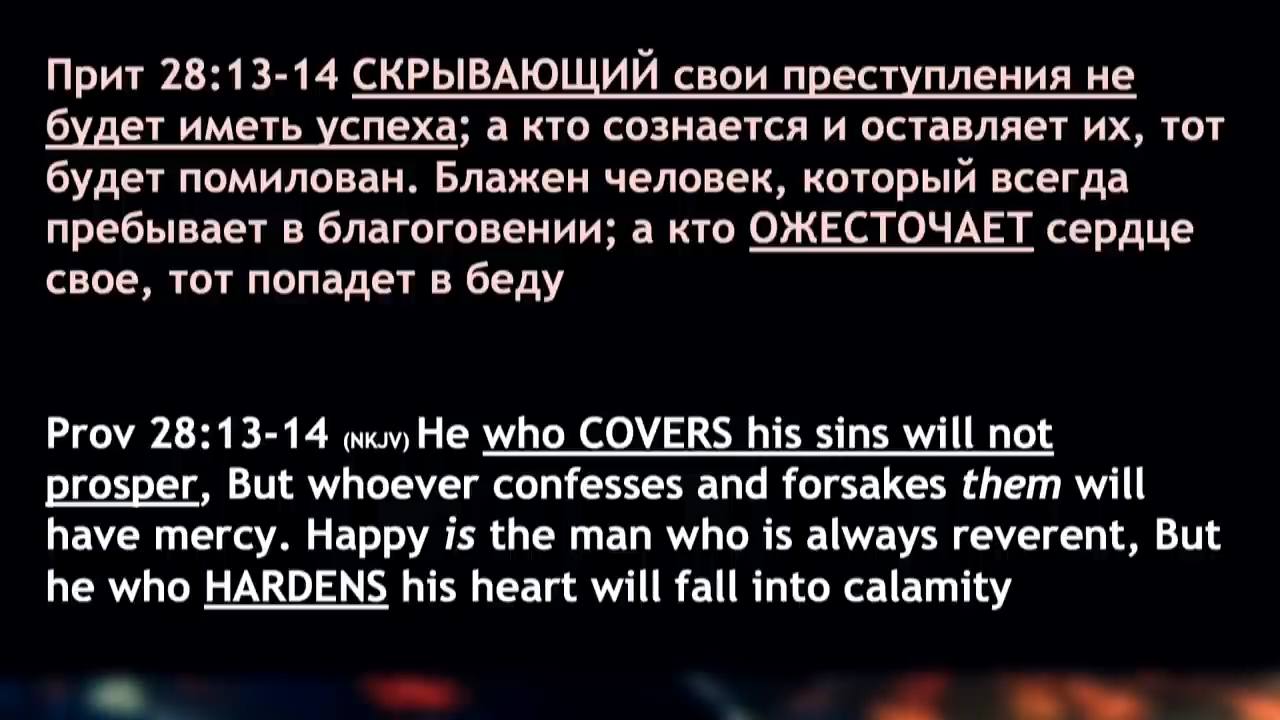 Прит 28:13-14 СКРЫВАЮЩИЙ свои преступления не
будет иметь успеха; а кто сознается и оставляет их, тот
будет помилован. Блажен человек, который всегда
пребывает в благоговении; а кто ОЖЕСТОЧАЕТ сердце
свое, тот попадет в беду
Prov 28:13-14 (NKJV) He who COVERS his sins will not
prosper, But whoever confesses and forsakes them will
have mercy. Happy is the man who is always reverent, But
he who HARDENS his heart will fall into calamity